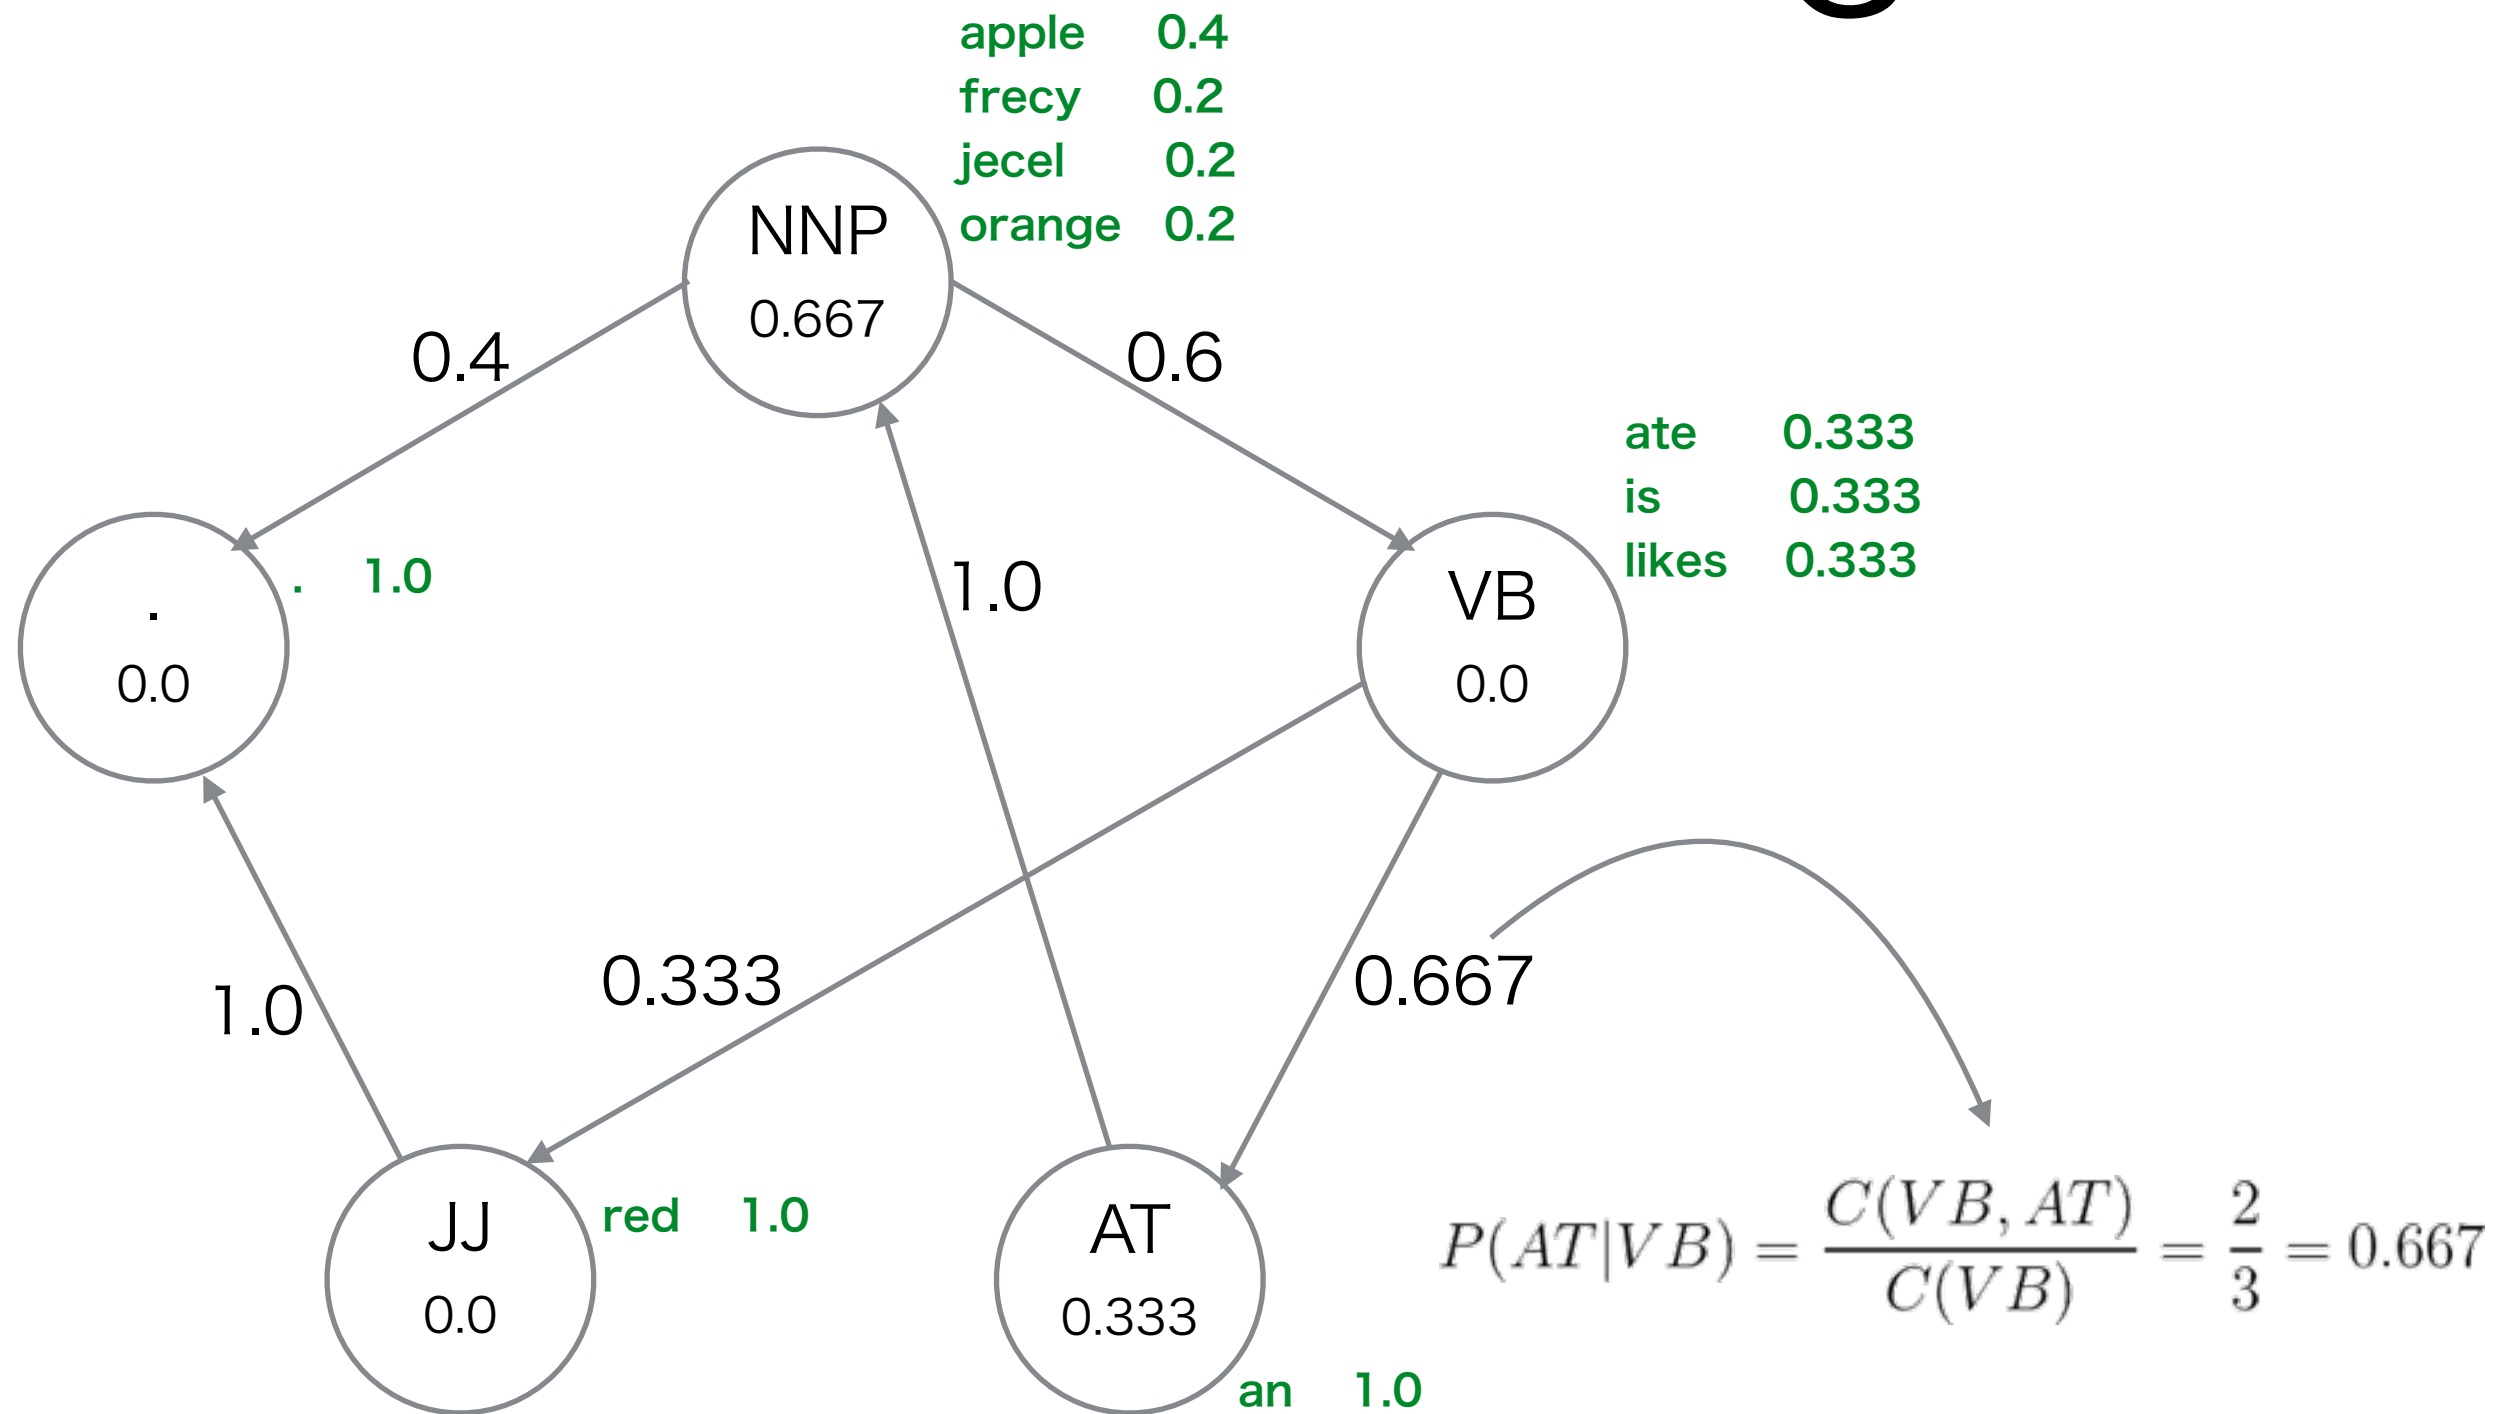 apple 0.4
frecy 0.2
jecel 0.2
orange 0.2
NNP
0.667
0.4
0.6
ate 0.333
is 0.333
likes 0.333
. 1.0
.
0.0
1.0
VB
0.0
1.0
0.333
0.667
JJ
0.0
red 1.0
AT
0.333
an 1.0
P(AT|VB) = C(VB, AT) / C(VB) = 2/3 = 0.667